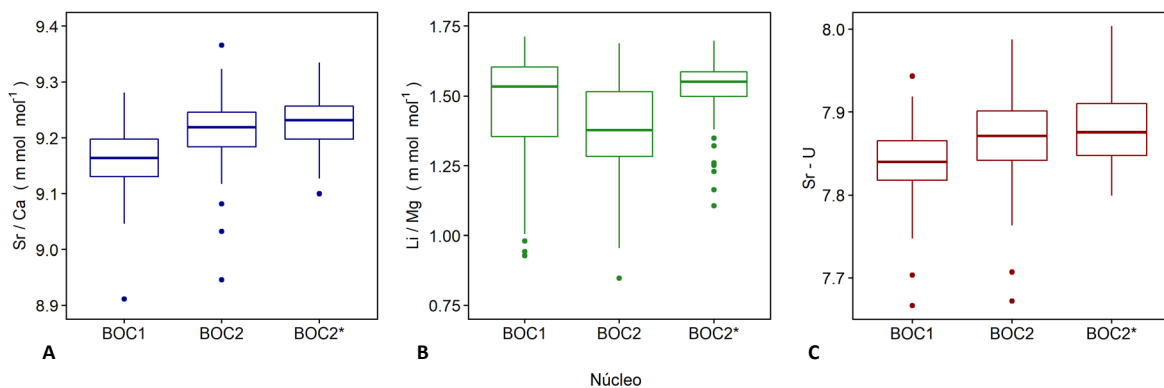 9.4
9.3
9.2
9.1
9.0
8.9
Sr / Ca ( m mol mol⁻¹)
BOC1 BOC2 BOC2*
A
1.75
1.50
1.25
1.00
0.75
Li / Mg ( m mol mol⁻¹)
BOC1 BOC2 BOC2*
B
8.0
7.9
7.8
7.7
Sr - U
BOC1 BOC2 BOC2*
C
Núcleo